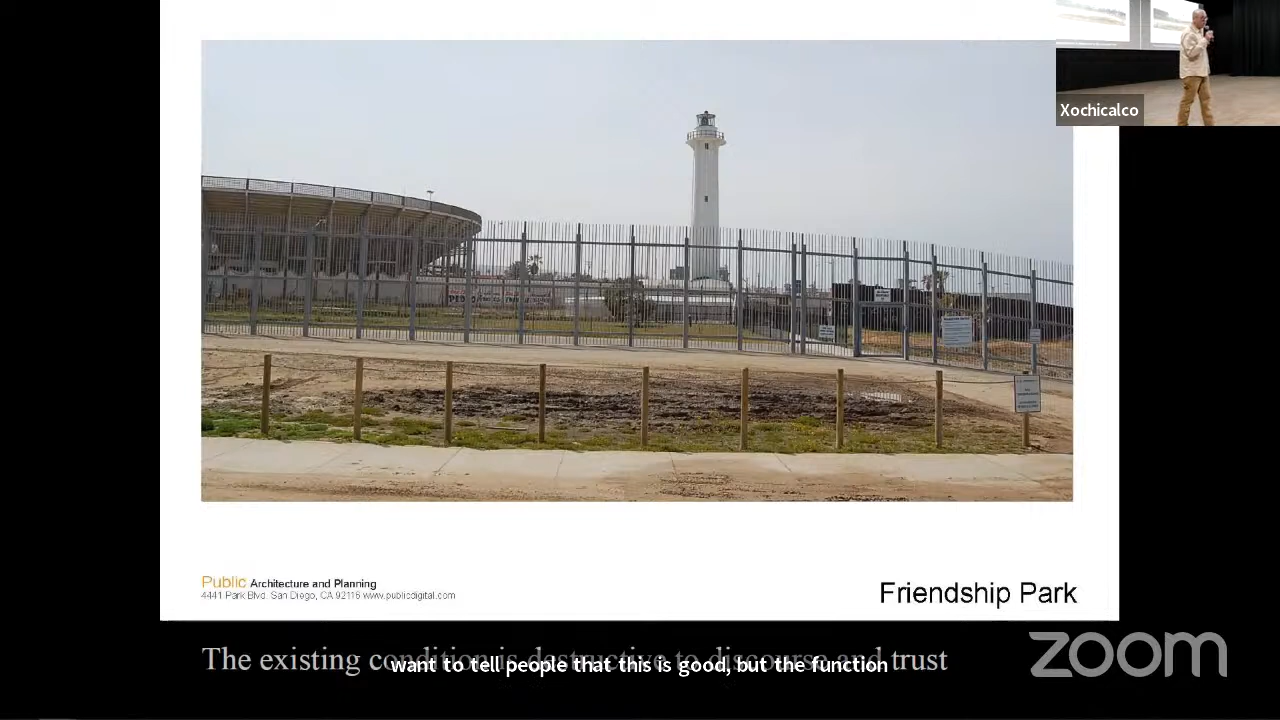 Xochicalco
PEDRO
Public Architecture and Planning
4441 Park Blvd. San Diego, CA 92116 www.publicdigital.com
Friendship Park
The existing condition is destructive to discourse and trust
want to tell people that this is good, but the function
zoom